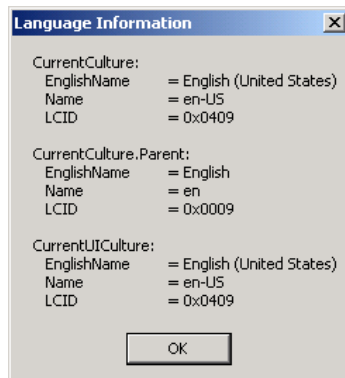 Language Information
CurrentCulture:
EnglishName = English (United States)
Name = en-US
LCID = 0x0409
CurrentCulture.Parent:
EnglishName = English
Name = en
LCID = 0x0009
CurrentUICulture:
EnglishName = English (United States)
Name = en-US
LCID = 0x0409
OK